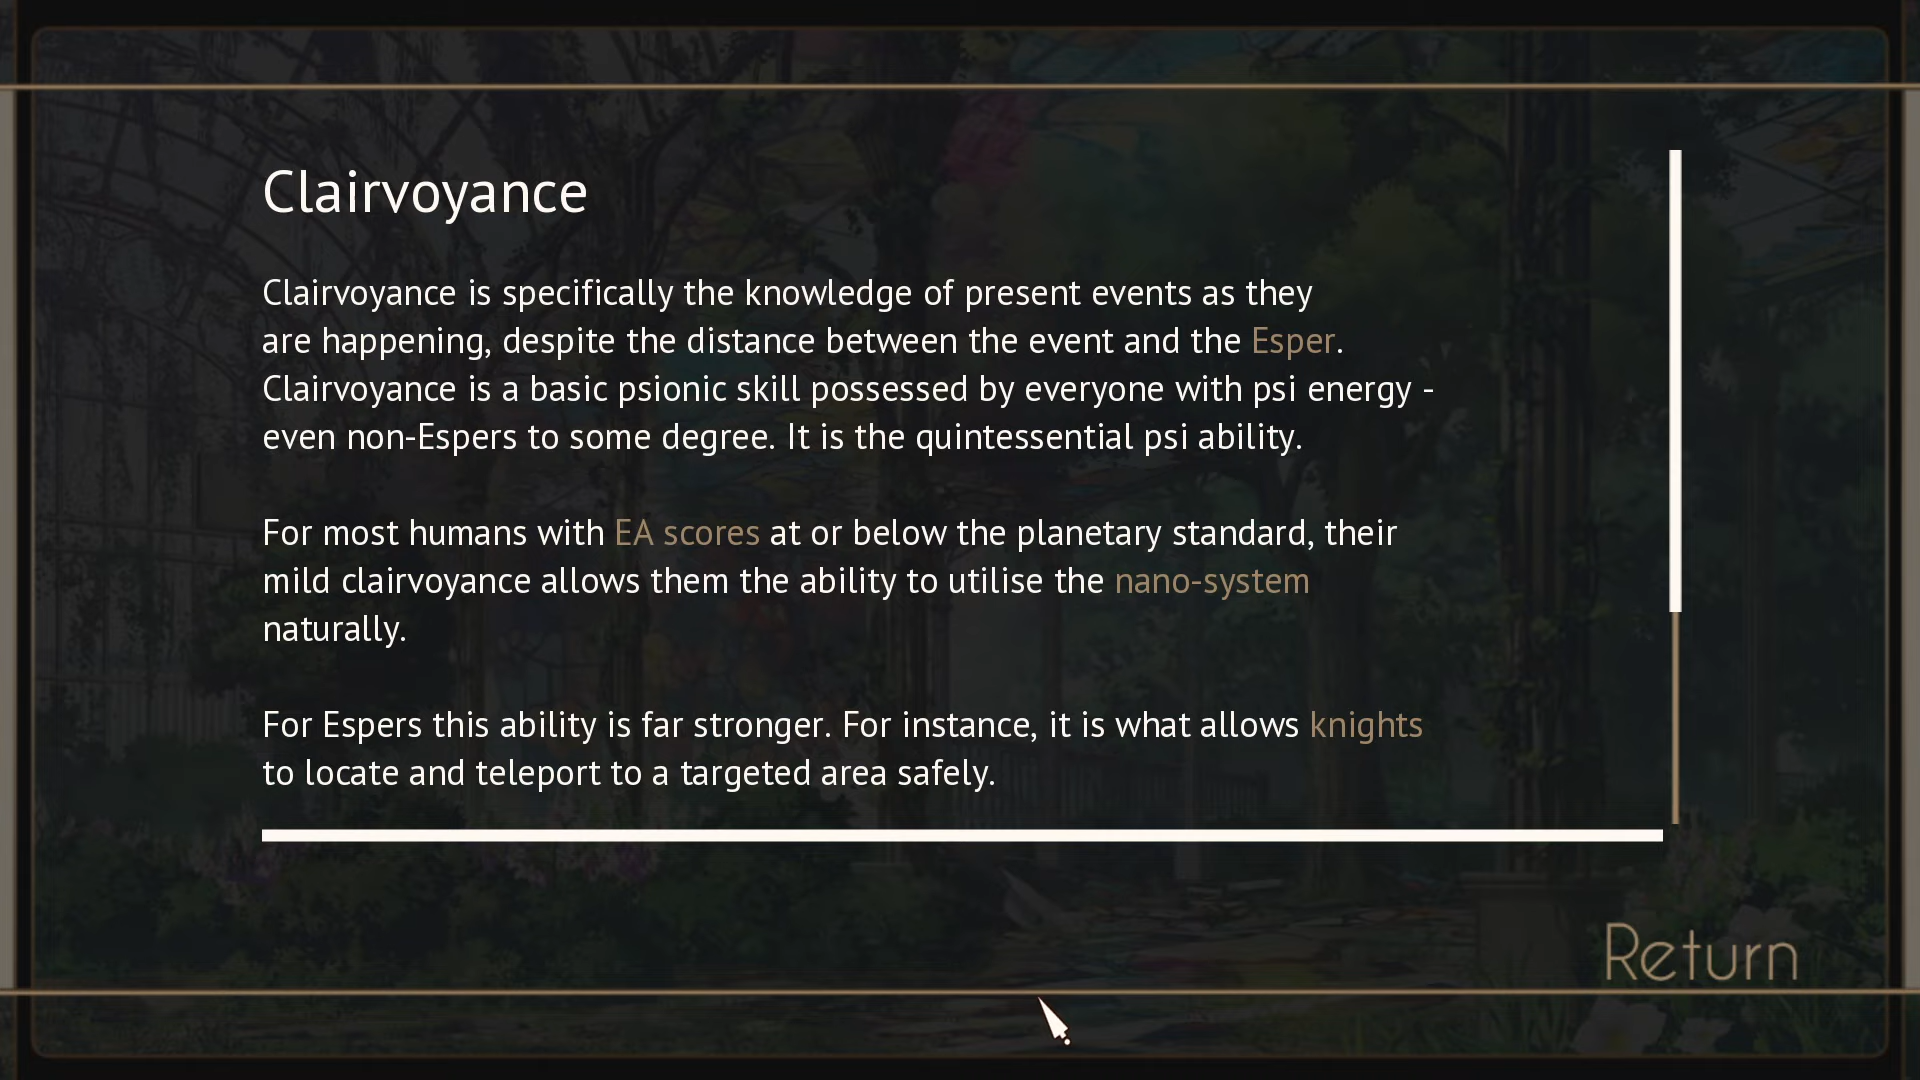 Clairvoyance
Clairvoyance is specifically the knowledge of present events as they
are happening, despite the distance between the event and the Esper.
Clairvoyance is a basic psionic skill possessed by everyone with psi energy -
even non-Espers to some degree. It is the quintessential psi ability.
For most humans with EA scores at or below the planetary standard, their
mild clairvoyance allows them the ability to utilise the nano-system
naturally.
For Espers this ability is far stronger. For instance, it is what allows knights
to locate and teleport to a targeted area safely.
Return